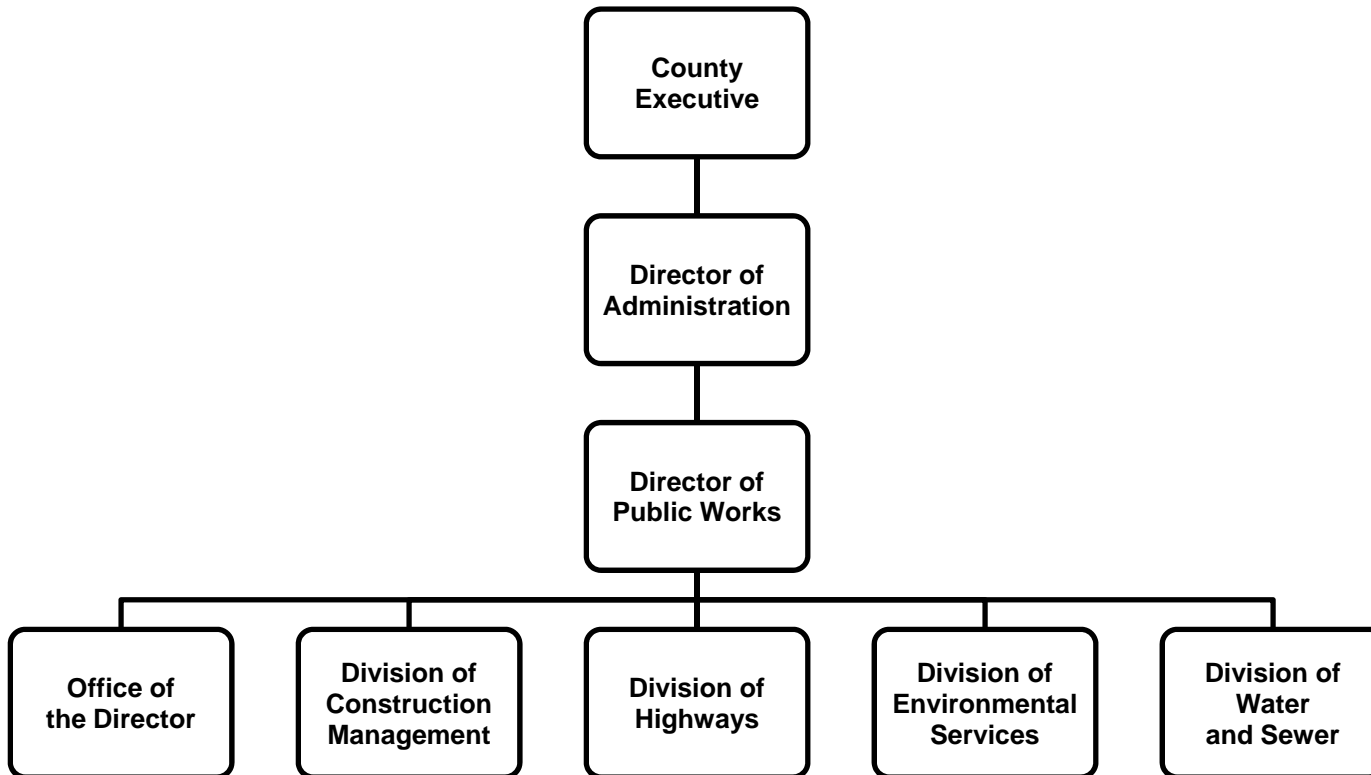 County
Executive
Director of
Administration
Director of
Public Works
Office of
the Director
Division of
Construction
Management
Division of
Highways
Division of
Environmental
Services
Division of
Water
and Sewer